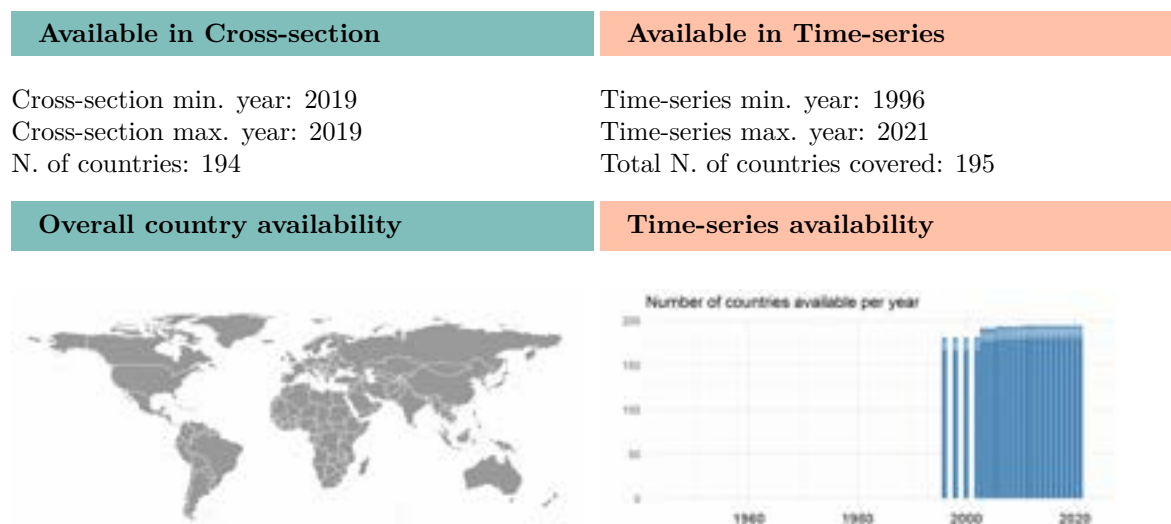 Available in Cross-section
Available in Time-series
Cross-section min. year: 2019
Cross-section max. year: 2019
N. of countries: 194
Time-series min. year: 1996
Time-series max. year: 2021
Total N. of countries covered: 195
Overall country availability
Time-series availability
Number of countries available per year
200
150
100
50
0
1960
1980
2000
2020